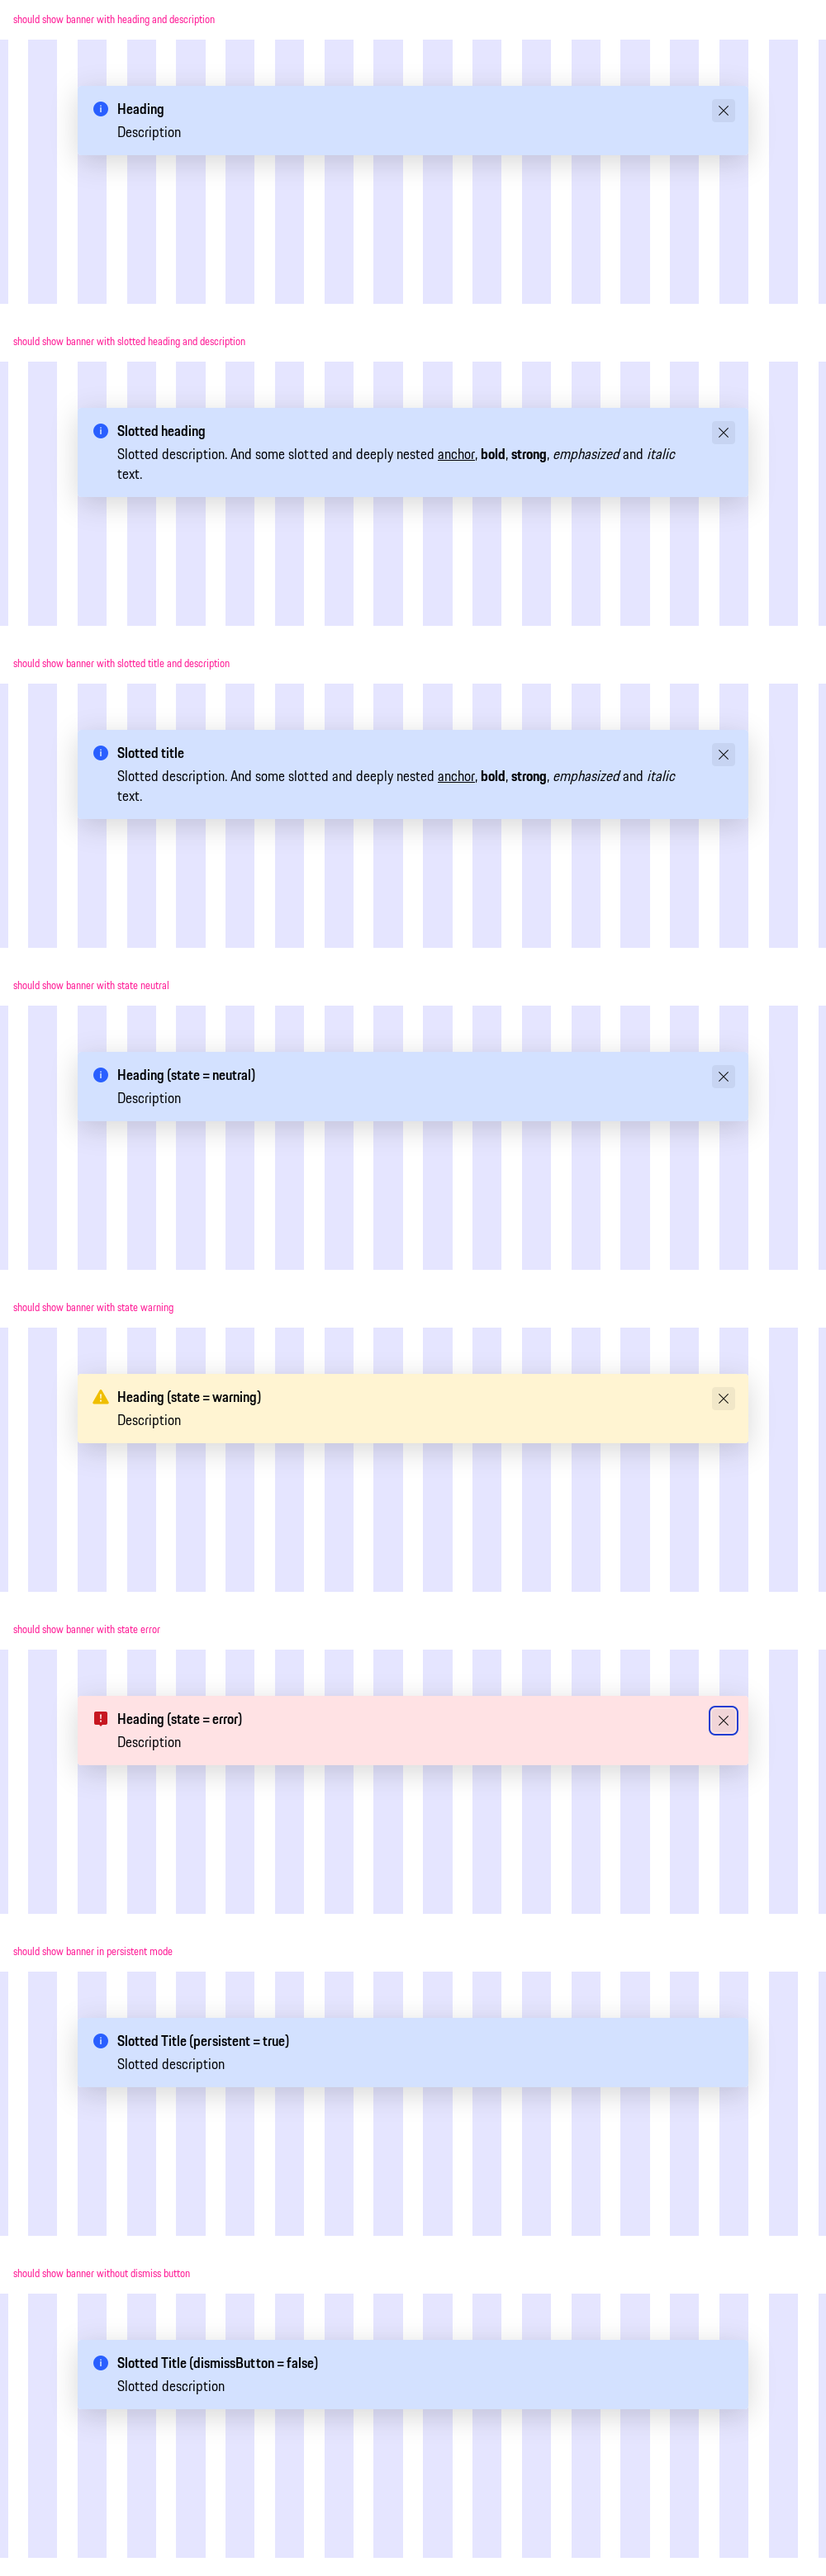 should show banner with heading and description
Heading
Description
should show banner with slotted heading and description
Slotted heading
Slotted description. And some slotted and deeply nested anchor, bold, strong, emphasized and italic
text.
should show banner with slotted title and description
Slotted title
Slotted description. And some slotted and deeply nested anchor, bold, strong, emphasized and italic
text.
should show banner with state neutral
Heading (state = neutral)
Description
should show banner with state warning
Heading (state = warning)
Description
should show banner with state error
Heading (state = error)
Description
should show banner in persistent mode
Slotted Title (persistent = true)
Slotted description
should show banner without dismiss button
Slotted Title (dismissButton = false)
Slotted description